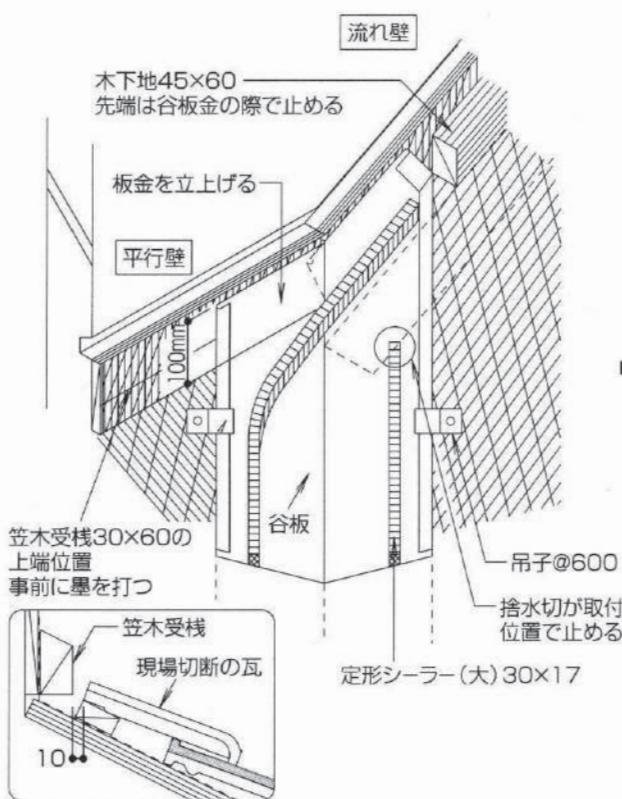 流れ壁
木下地45×60
先端は谷板金の際で止める
板金を立上げる
平行壁
100mm
谷板
笠木受桟30×60の
上端位置
事前に墨を打つ
吊子@600
捨水切が取付
位置で止める
定形シーラー(大)30×17
笠木受桟
現場切断の瓦
10